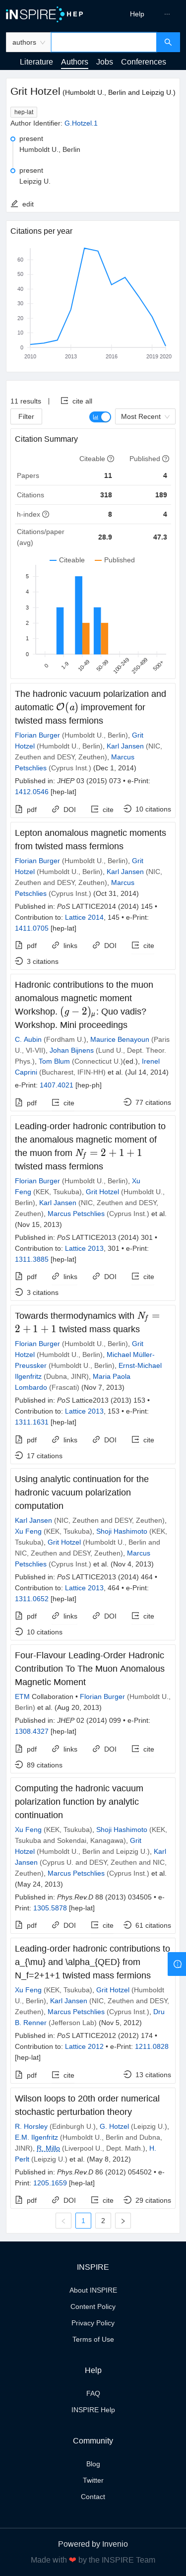 iNSPIRE HEP
Help
authors
Literature Authors Jobs Conferences
Grit Hotzel (Humboldt U., Berlin and Leipzig U.)
hep-lat
Author Identifier: G.Hotzel.1
present
Humboldt U., Berlin
present
Leipzig U.
edit
Citations per year
60
50
40
30
20
10
0
2010 2013 2016 2019 2020
11 results | cite all
Filter Most Recent
Citation Summary
Citeable Published
Papers 11 4
Citations 318 189
h-index 8 4
Citations/paper (avg) 28.9 47.3
Citeable Published
5
4
3
2
1
0
0 1-9 10-49 50-99 100-249 250-499 500+
The hadronic vacuum polarization and
automatic O(a) improvement for
twisted mass fermions
Florian Burger (Humboldt U., Berlin), Grit
Hotzel (Humboldt U., Berlin), Karl Jansen (NIC,
Zeuthen and DESY, Zeuthen), Marcus
Petschlies (Cyprus Inst.) (Dec 1, 2014)
Published in: JHEP 03 (2015) 073 • e-Print:
1412.0546 [hep-lat]
pdf DOI cite 10 citations
Lepton anomalous magnetic moments
from twisted mass fermions
Florian Burger (Humboldt U., Berlin), Grit
Hotzel (Humboldt U., Berlin), Karl Jansen (NIC,
Zeuthen and DESY, Zeuthen), Marcus
Petschlies (Cyprus Inst.) (Oct 31, 2014)
Published in: PoS LATTICE2014 (2014) 145 •
Contribution to: Lattice 2014, 145 • e-Print:
1411.0705 [hep-lat]
pdf links DOI cite
3 citations
Hadronic contributions to the muon
anomalous magnetic moment
Workshop. (g − 2)μ: Quo vadis?
Workshop. Mini proceedings
C. Aubin (Fordham U.), Maurice Benayoun (Paris
U., VI-VII), Johan Bijnens (Lund U., Dept. Theor.
Phys.), Tom Blum (Connecticut U.)(ed.), Irenel
Caprini (Bucharest, IFIN-HH) et al. (Jul 14, 2014)
e-Print: 1407.4021 [hep-ph]
pdf cite 77 citations
Leading-order hadron contribution to
the anomalous magnetic moment of
the muon from Nf = 2 + 1 + 1
twisted mass fermions
Florian Burger (Humboldt U., Berlin), Xu
Feng (KEK, Tsukuba), Grit Hotzel (Humboldt U.,
Berlin), Karl Jansen (NIC, Zeuthen and DESY,
Zeuthen), Marcus Petschlies (Cyprus Inst.) et al.
(Nov 15, 2013)
Published in: PoS LATTICE2013 (2014) 301 •
Contribution to: Lattice 2013, 301 • e-Print:
1311.3885 [hep-lat]
pdf links DOI cite
3 citations
Towards thermodynamics with Nf =
2 + 1 + 1 twisted mass quarks
Florian Burger (Humboldt U., Berlin), Grit
Hotzel (Humboldt U., Berlin), Michael Müller-
Preussker (Humboldt U., Berlin), Ernst-Michael
Ilgenfritz (Dubna, JINR), Maria Paola
Lombardo (Frascati) (Nov 7, 2013)
Published in: PoS Lattice2013 (2013) 153 •
Contribution to: Lattice 2013, 153 • e-Print:
1311.1631 [hep-lat]
pdf links DOI cite
17 citations
Using analytic continuation for the
hadronic vacuum polarization
computation
Karl Jansen (NIC, Zeuthen and DESY, Zeuthen),
Xu Feng (KEK, Tsukuba), Shoji Hashimoto (KEK,
Tsukuba), Grit Hotzel (Humboldt U., Berlin and
NIC, Zeuthen and DESY, Zeuthen), Marcus
Petschlies (Cyprus Inst.) et al. (Nov 4, 2013)
Published in: PoS LATTICE2013 (2014) 464 •
Contribution to: Lattice 2013, 464 • e-Print:
1311.0652 [hep-lat]
pdf links DOI cite
10 citations
Four-Flavour Leading-Order Hadronic
Contribution To The Muon Anomalous
Magnetic Moment
ETM Collaboration • Florian Burger (Humboldt U.,
Berlin) et al. (Aug 20, 2013)
Published in: JHEP 02 (2014) 099 • e-Print:
1308.4327 [hep-lat]
pdf links DOI cite
89 citations
Computing the hadronic vacuum
polarization function by analytic
continuation
Xu Feng (KEK, Tsukuba), Shoji Hashimoto (KEK,
Tsukuba and Sokendai, Kanagawa), Grit
Hotzel (Humboldt U., Berlin and Leipzig U.), Karl
Jansen (Cyprus U. and DESY, Zeuthen and NIC,
Zeuthen), Marcus Petschlies (Cyprus Inst.) et al.
(May 24, 2013)
Published in: Phys.Rev.D 88 (2013) 034505 • e-
Print: 1305.5878 [hep-lat]
pdf DOI cite 61 citations
Leading-order hadron contributions to
a_{\mu} and \alpha_{QED} from
N_f=2+1+1 twisted mass fermions
Xu Feng (KEK, Tsukuba), Grit Hotzel (Humboldt
U., Berlin), Karl Jansen (NIC, Zeuthen and DESY,
Zeuthen), Marcus Petschlies (Cyprus Inst.), Dru
B. Renner (Jefferson Lab) (Nov 5, 2012)
Published in: PoS LATTICE2012 (2012) 174 •
Contribution to: Lattice 2012 • e-Print: 1211.0828
[hep-lat]
pdf cite 13 citations
Wilson loops to 20th order numerical
stochastic perturbation theory
R. Horsley (Edinburgh U.), G. Hotzel (Leipzig U.),
E.M. Ilgenfritz (Humboldt U., Berlin and Dubna,
JINR), R. Millo (Liverpool U., Dept. Math.), H.
Perlt (Leipzig U.) et al. (May 8, 2012)
Published in: Phys.Rev.D 86 (2012) 054502 • e-
Print: 1205.1659 [hep-lat]
pdf DOI cite 29 citations
1 2
INSPIRE
About INSPIRE
Content Policy
Privacy Policy
Terms of Use
Help
FAQ
INSPIRE Help
Community
Blog
Twitter
Contact
Powered by Invenio
Made with ❤ by the INSPIRE Team